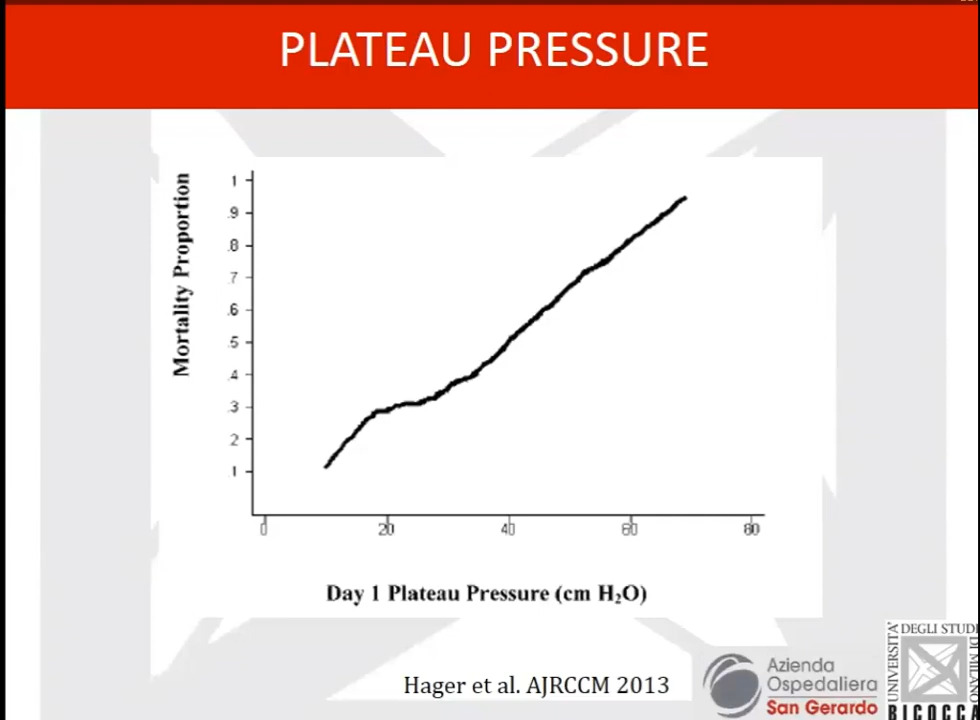 PLATEAU PRESSURE
Mortality Proportion
1
.9
.8
.7
.6
.5
.4
.3
2
1
0
20
40
60
80
Day 1 Plateau Pressure (cm H₂O)
Hager et al. AJRCCM 2013
Azienda
Ospedaliera
San Gerardo
UNIVERSITÀ
DEGLI STUDI
DI MILANO
BICOCCA